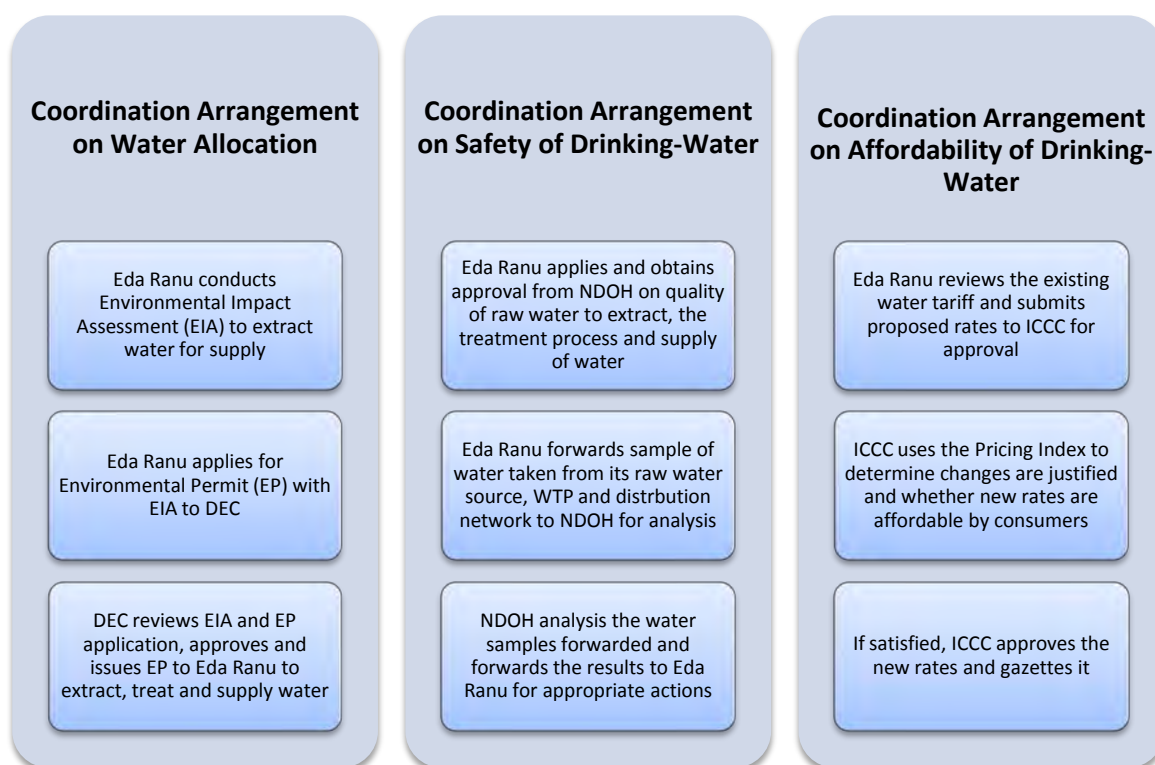 Coordination Arrangement
on Water Allocation
Eda Ranu conducts
Environmental Impact
Assessment (EIA) to extract
water for supply
Eda Ranu applies for
Environmental Permit (EP) with
EIA to DEC
DEC reviews EIA and EP
application, approves and
issues EP to Eda Ranu to
extract, treat and supply water
Coordination Arrangement
on Safety of Drinking-Water
Eda Ranu applies and obtains
approval from NDOH on quality
of raw water to extract, the
treatment process and supply
of water
Eda Ranu forwards sample of
water taken from its raw water
source, WTP and distrbution
network to NDOH for analysis
NDOH analysis the water
samples forwarded and
forwards the results to Eda
Ranu for appropriate actions
Coordination Arrangement
on Affordability of Drinking-
Water
Eda Ranu reviews the existing
water tariff and submits
proposed rates to ICCC for
approval
ICCC uses the Pricing Index to
determine changes are justified
and whether new rates are
affordable by consumers
If satisfied, ICCC approves the
new rates and gazettes it